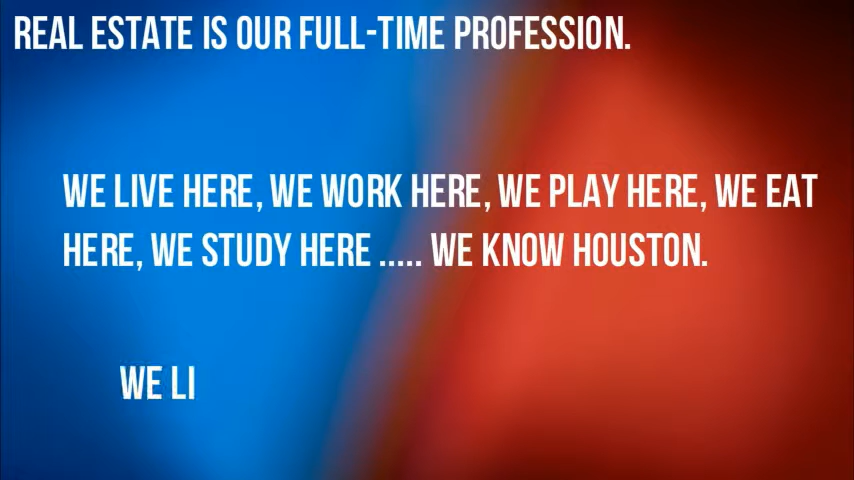 REAL ESTATE IS OUR FULL-TIME PROFESSION.
WE LIVE HERE, WE WORK HERE, WE PLAY HERE, WE EAT
HERE, WE STUDY HERE ..... WE KNOW HOUSTON.
WE LI